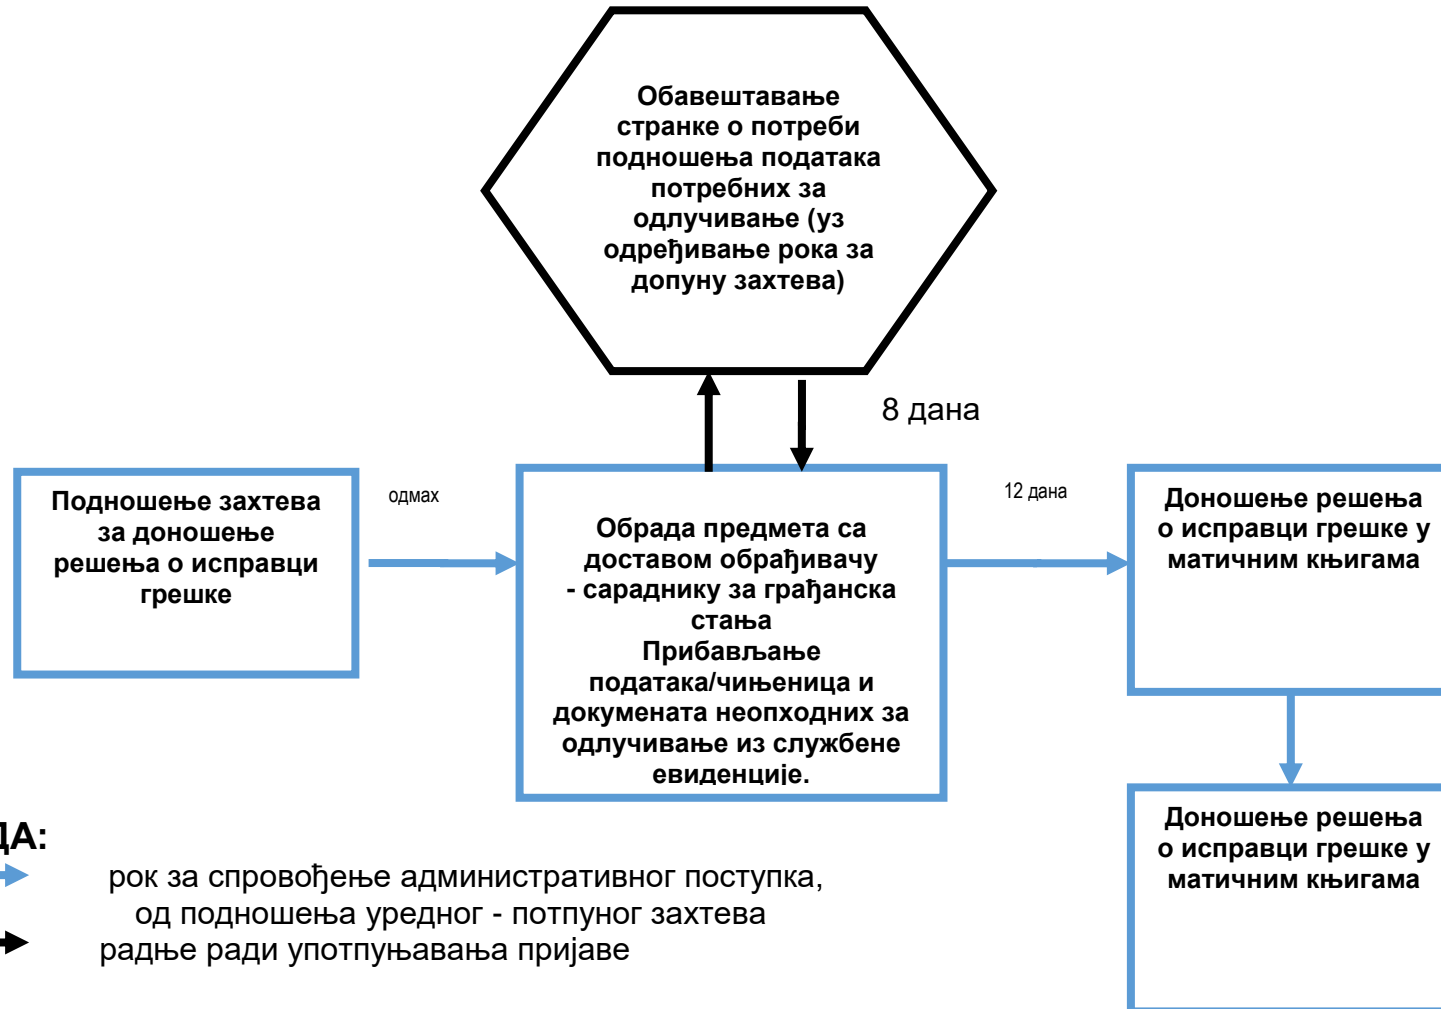 Обавештавање
странке о потреби
подношења података
потребних за
одлучивање (уз
одређивање рока за
допуну захтева)
8 дана
Подношење захтева
за доношење
решења о исправци
грешке
одмах
Обрада предмета са
доставом обрађивачу
- сараднику за грађанска
стања
Прибављање
података/чињеница и
докумената неопходних за
одлучивање из службене
евиденције.
12 дана
Доношење решења
о исправци грешке у
матичним књигама
Доношење решења
о исправци грешке у
матичним књигама
ДА:
рок за спровођење административног поступка,
од подношења уредног - потпуног захтева
радње ради употпуњавања пријаве